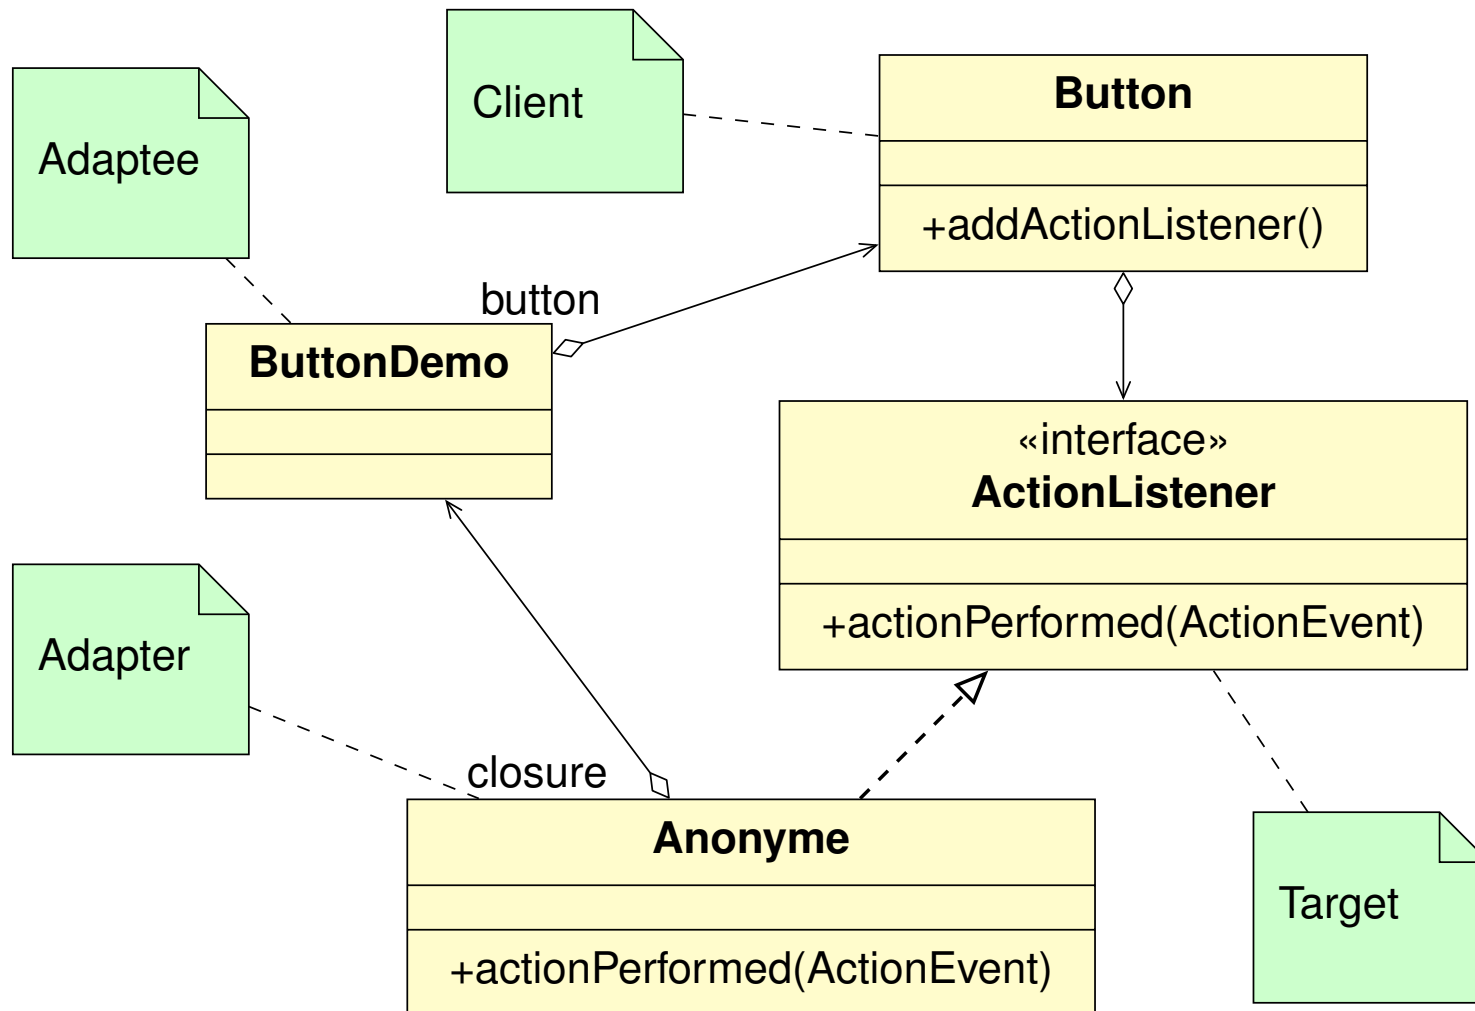 Client
Button
Adaptee
+addActionListener()
button
ButtonDemo
«interface»
ActionListener
+actionPerformed(ActionEvent)
Adapter
closure
Anonyme
Target
+actionPerformed(ActionEvent)